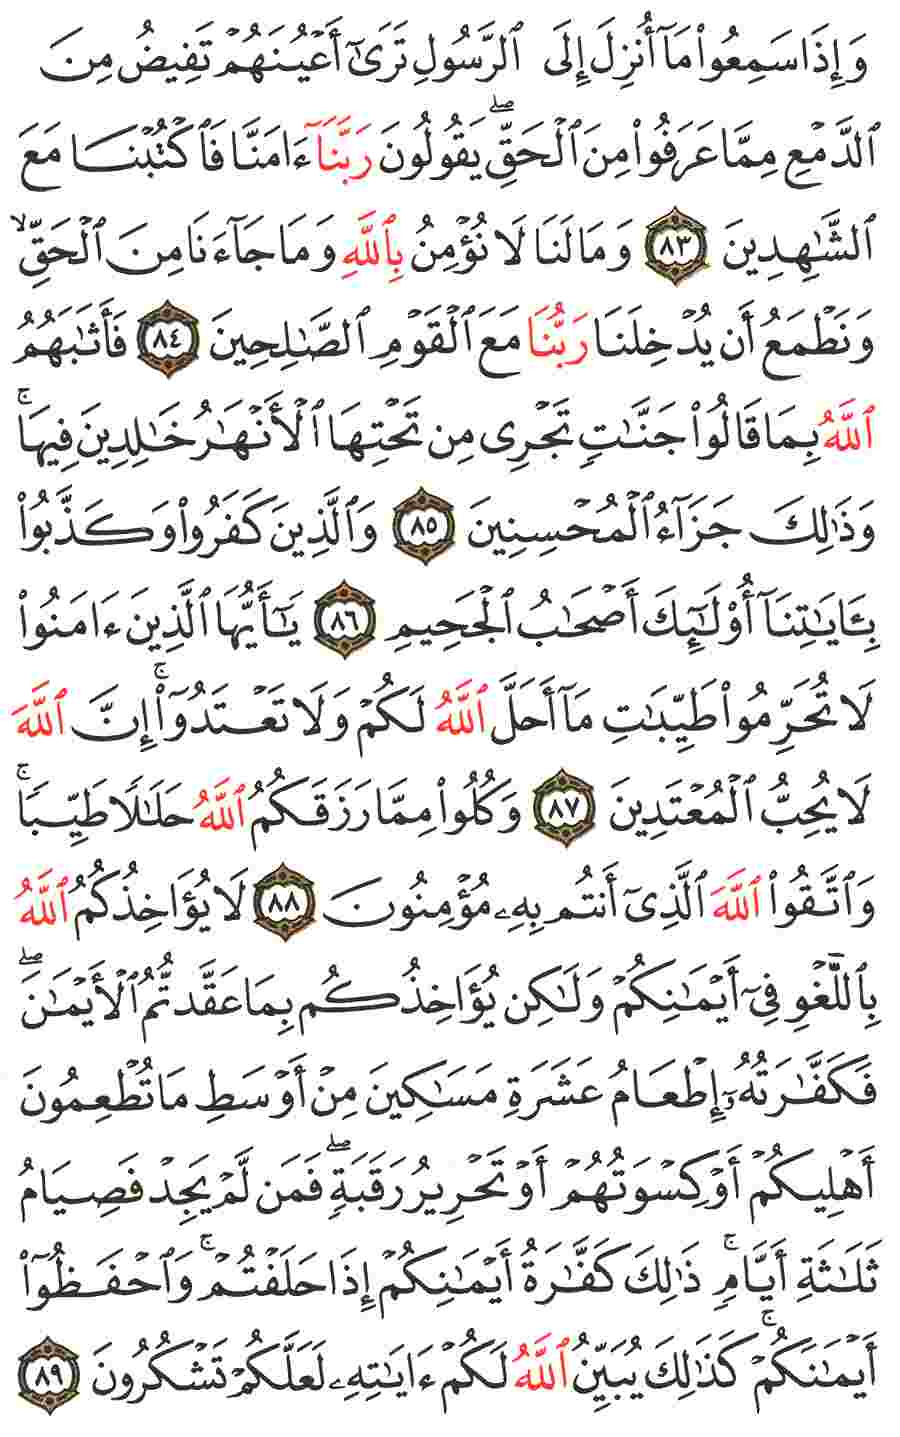 وَإِذَا سَمِعُوا۟ مَآ أُنزِلَ إِلَى ٱلرَّسُولِ تَرَىٰٓ أَعْيُنَهُمْ تَفِيضُ مِنَ
ٱلدَّمْعِ مِمَّا عَرَفُوا۟ مِنَ ٱلْحَقِّ ۖ يَقُولُونَ رَبَّنَآ ءَامَنَّا فَٱكْتُبْنَا مَعَ
ٱلشَّٰهِدِينَ ٨٣ وَمَا لَنَا لَا نُؤْمِنُ بِٱللَّهِ وَمَا جَآءَنَا مِنَ ٱلْحَقِّ ۙ
وَنَطْمَعُ أَن يُدْخِلَنَا رَبُّنَا مَعَ ٱلْقَوْمِ ٱلصَّٰلِحِينَ ٨٤ فَأَثَٰبَهُمُ
ٱللَّهُ بِمَا قَالُوا۟ جَنَّٰتٍ تَجْرِى مِن تَحْتِهَا ٱلْأَنْهَٰرُ خَٰلِدِينَ فِيهَا ۚ
وَذَٰلِكَ جَزَآءُ ٱلْمُحْسِنِينَ ٨٥ وَٱلَّذِينَ كَفَرُوا۟ وَكَذَّبُوا۟
بِـَٔايَٰتِنَآ أُو۟لَٰٓئِكَ أَصْحَٰبُ ٱلْجَحِيمِ ٨٦ يَٰٓأَيُّهَا ٱلَّذِينَ ءَامَنُوا۟
لَا تُحَرِّمُوا۟ طَيِّبَٰتِ مَآ أَحَلَّ ٱللَّهُ لَكُمْ وَلَا تَعْتَدُوٓا۟ ۚ إِنَّ ٱللَّهَ
لَا يُحِبُّ ٱلْمُعْتَدِينَ ٨٧ وَكُلُوا۟ مِمَّا رَزَقَكُمُ ٱللَّهُ حَلَٰلًا طَيِّبًا ۚ
وَٱتَّقُوا۟ ٱللَّهَ ٱلَّذِىٓ أَنتُم بِهِۦ مُؤْمِنُونَ ٨٨ لَا يُؤَاخِذُكُمُ ٱللَّهُ
بِٱللَّغْوِ فِىٓ أَيْمَٰنِكُمْ وَلَٰكِن يُؤَاخِذُكُم بِمَا عَقَّدتُّمُ ٱلْأَيْمَٰنَ ۖ
فَكَفَّٰرَتُهُۥٓ إِطْعَامُ عَشَرَةِ مَسَٰكِينَ مِنْ أَوْسَطِ مَا تُطْعِمُونَ
أَهْلِيكُمْ أَوْ كِسْوَتُهُمْ أَوْ تَحْرِيرُ رَقَبَةٍ ۖ فَمَن لَّمْ يَجِدْ فَصِيَامُ
ثَلَٰثَةِ أَيَّامٍ ۚ ذَٰلِكَ كَفَّٰرَةُ أَيْمَٰنِكُمْ إِذَا حَلَفْتُمْ ۚ وَٱحْفَظُوٓا۟
أَيْمَٰنَكُمْ ۚ كَذَٰلِكَ يُبَيِّنُ ٱللَّهُ لَكُمْ ءَايَٰتِهِۦ لَعَلَّكُمْ تَشْكُرُونَ ٨٩